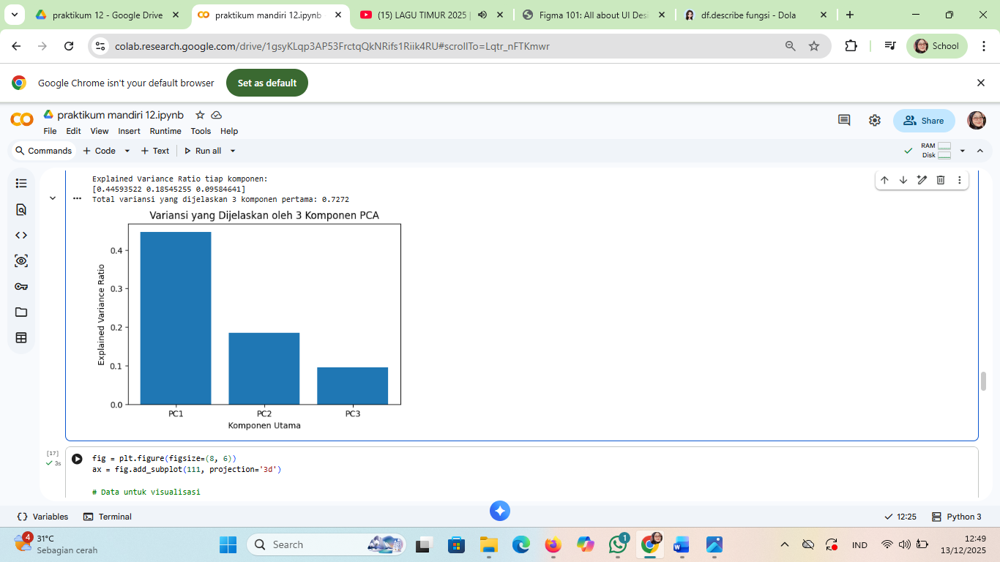 praktikum 12 - Google Drive
praktikum mandiri 12.ipynb
(15) LAGU TIMUR 2025 |
Figma 101: All about UI Des
df.describe fungsi - Dola
colab.research.google.com/drive/1gsyKLqp3AP53FrctqQkNRifs1Riik4RU#scrollTo=Lqtr_nFTKmwr
School
Google Chrome isn't your default browser
Set as default
praktikum mandiri 12.ipynb
File Edit View Insert Runtime Tools Help
Share
Commands + Code + Text Run all
RAM
Disk
Explained Variance Ratio tiap komponen:
[0.44593522 0.18545255 0.09584641]
Total variansi yang dijelaskan 3 komponen pertama: 0.7272
Variansi yang Dijelaskan oleh 3 Komponen PCA
Explained Variance Ratio
0.4
0.3
0.2
0.1
0.0
PC1 PC2 PC3
Komponen Utama
[17]
3s
fig = plt.figure(figsize=(8, 6))
ax = fig.add_subplot(111, projection='3d')
# Data untuk visualisasi
Variables Terminal
12:25 Python 3
4
31°C
Sebagian cerah
Search
1
IND
12:49
13/12/2025